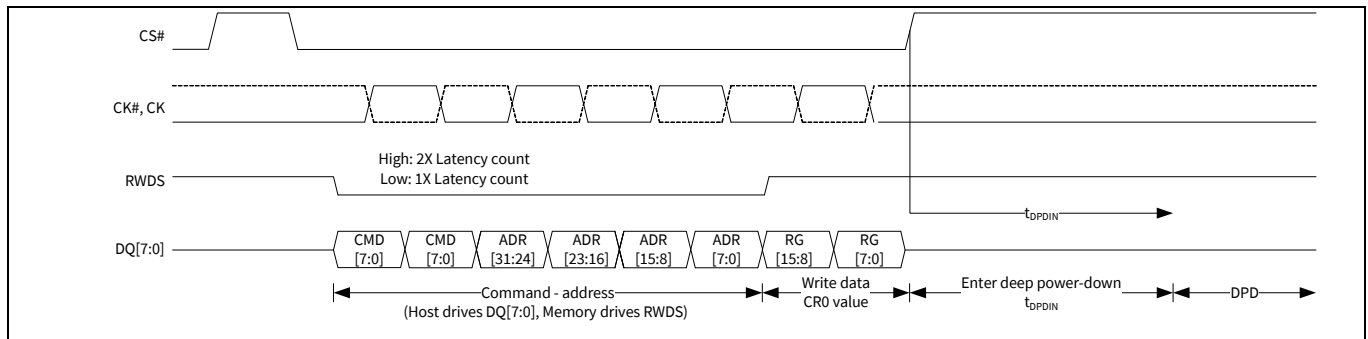 CS#
CK#, CK
High: 2X Latency count
Low: 1X Latency count
RWDS
tDPDIN
DQ[7:0]
CMD [7:0]
CMD [7:0]
ADR [31:24]
ADR [23:16]
ADR [15:8]
ADR [7:0]
RG [15:8]
RG [7:0]
Command - address
(Host drives DQ[7:0], Memory drives RWDS)
Write data
CR0 value
Enter deep power-down
tDPDIN
DPD